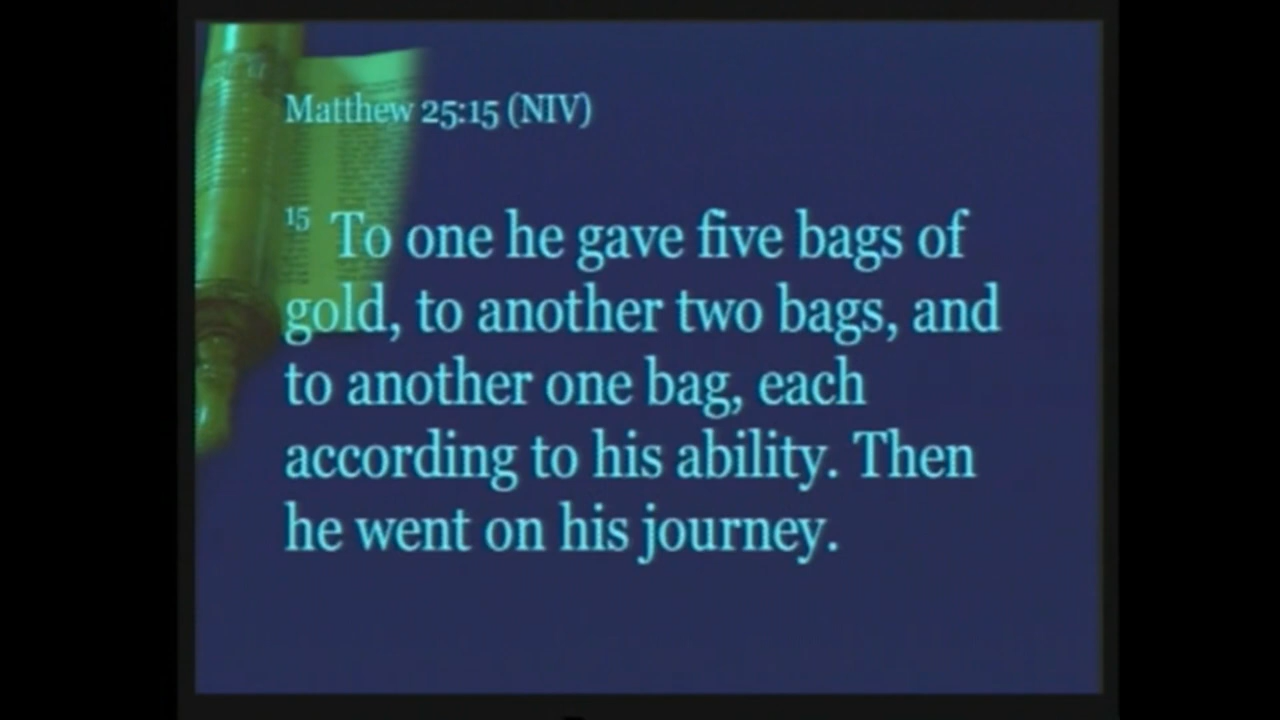 Matthew 25:15 (NIV)
15 To one he gave five bags of
gold, to another two bags, and
to another one bag, each
according to his ability. Then
he went on his journey.